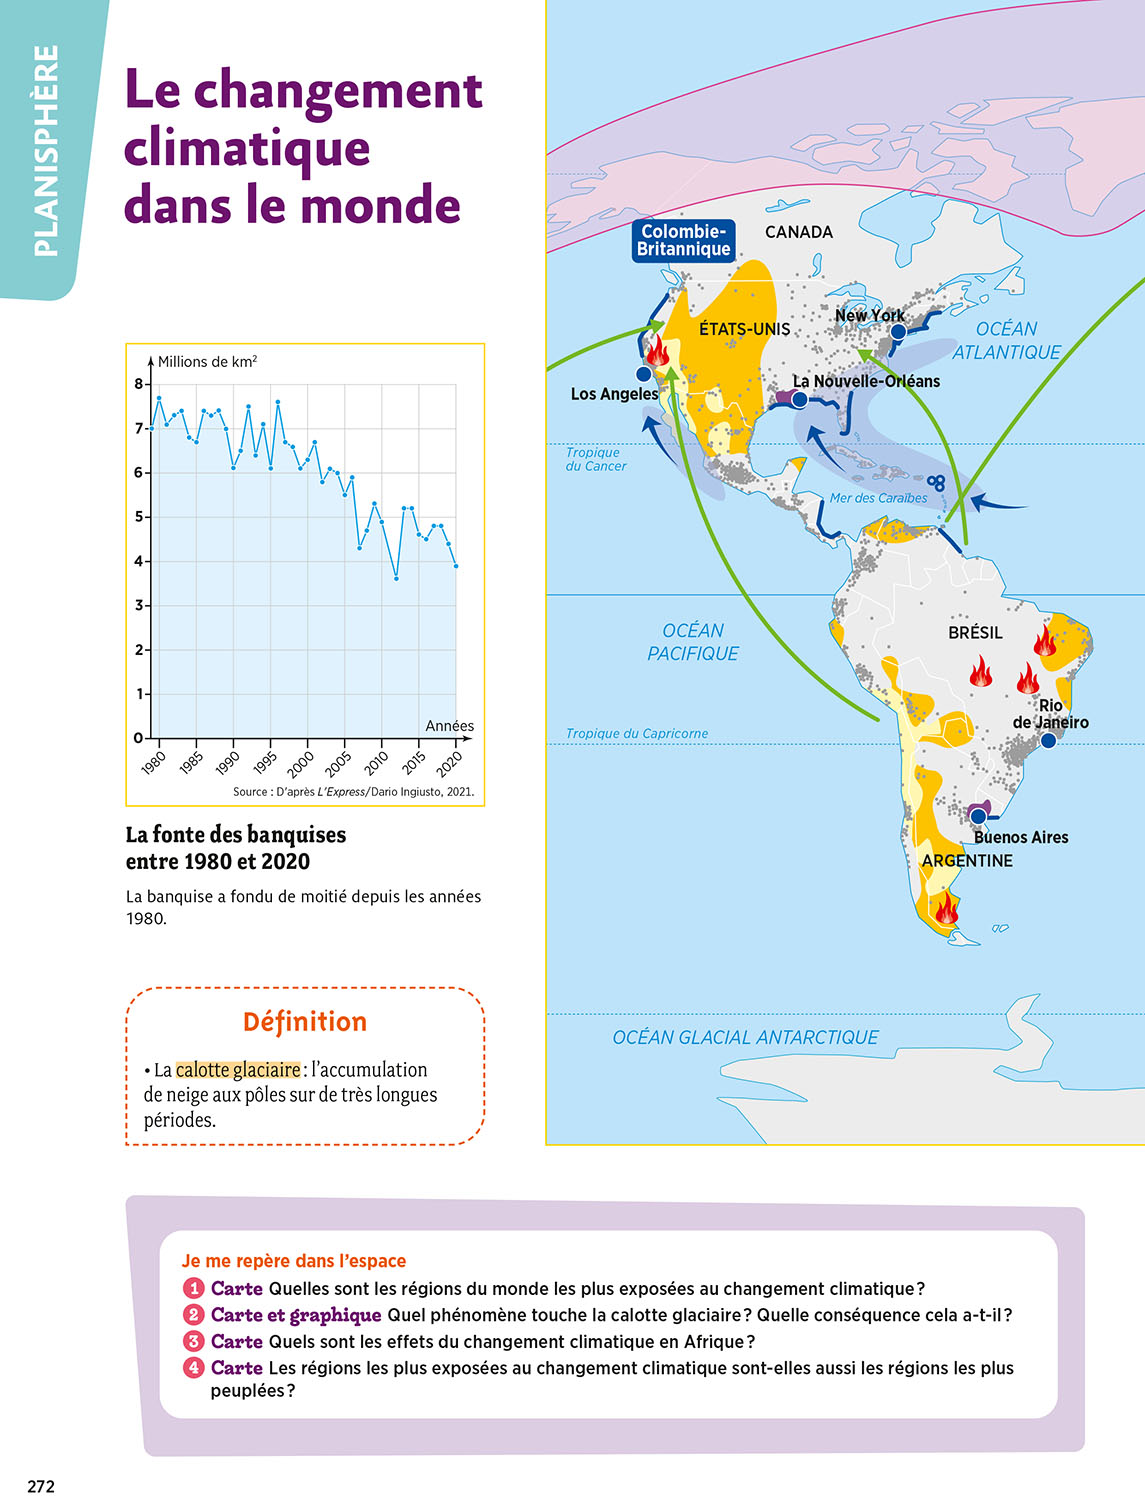 PLANISPHÈRE
Le changement
climatique
dans le monde
Millions de km²
8
7
6
5
4
3
2
1
0
Années
1980
1985
1990
1995
2000
2005
2010
2015
2020
Source : D'après L'Express/Dario Ingiusto, 2021.
La fonte des banquises
entre 1980 et 2020
La banquise a fondu de moitié depuis les années
1980.
Définition
• La calotte glaciaire : l'accumulation
de neige aux pôles sur de très longues
périodes.
Colombie-
Britannique
CANADA
ÉTATS-UNIS
New York
OCÉAN
ATLANTIQUE
Los Angeles
La Nouvelle-Orléans
Tropique
du Cancer
Mer des Caraïbes
OCÉAN
PACIFIQUE
BRÉSIL
Rio
de Janeiro
Tropique du Capricorne
Buenos Aires
ARGENTINE
OCÉAN GLACIAL ANTARCTIQUE
Je me repère dans l'espace
1 Carte Quelles sont les régions du monde les plus exposées au changement climatique ?
2 Carte et graphique Quel phénomène touche la calotte glaciaire ? Quelle conséquence cela a-t-il ?
3 Carte Quels sont les effets du changement climatique en Afrique ?
4 Carte Les régions les plus exposées au changement climatique sont-elles aussi les régions les plus
peuplées ?
272